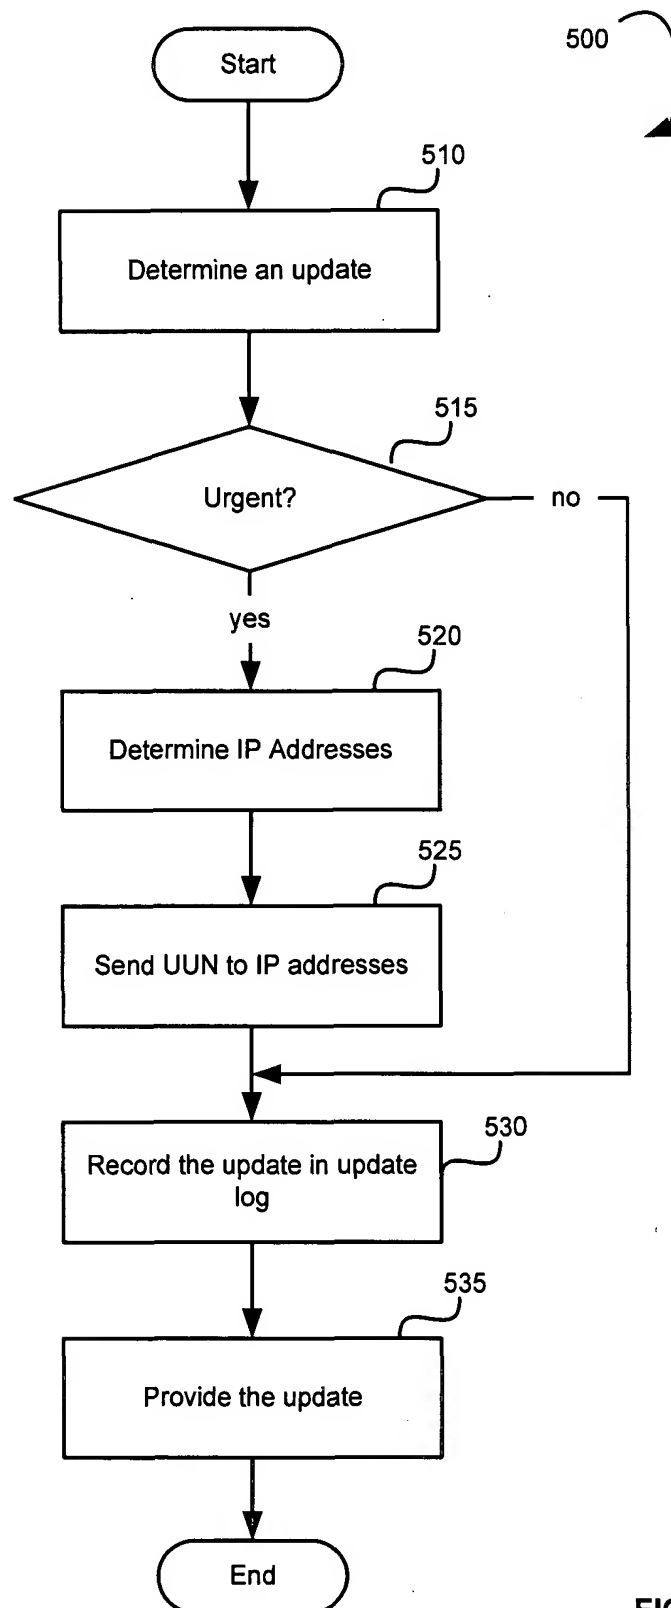 500
Start
510
Determine an update
515
Urgent?
no
yes
520
Determine IP Addresses
525
Send UUN to IP addresses
530
Record the update in update
log
535
Provide the update
End
FIG